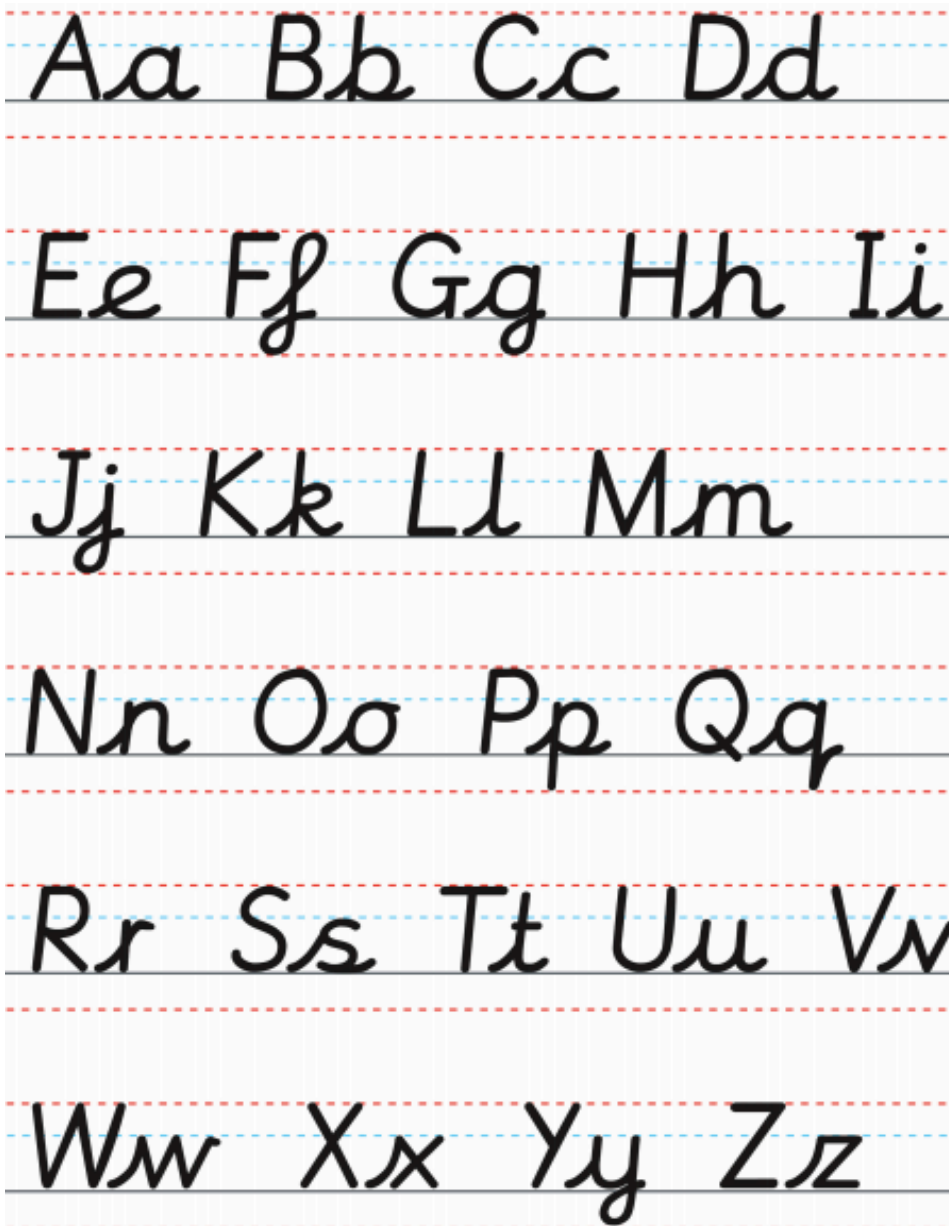 Aa Bb Cc Dd
Ee Ff Gg Hh Ii
Jj Kk Ll Mm
Nn Oo Pp Qq
Rr Ss Tt Uu Vv
Ww Xx Yy Zz